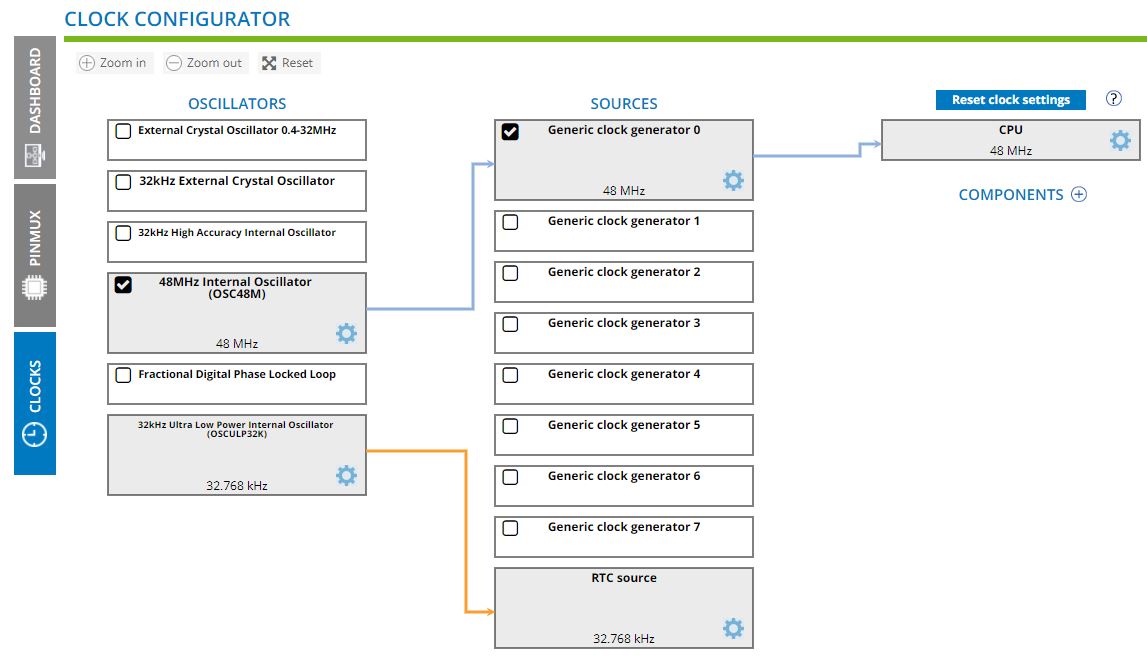 CLOCK CONFIGURATOR
DASHBOARD
PINMUX
CLOCKS
Zoom in
Zoom out
Reset
OSCILLATORS
External Crystal Oscillator 0.4-32MHz
32kHz External Crystal Oscillator
32kHz High Accuracy Internal Oscillator
48MHz Internal Oscillator
(OSC48M)
48 MHz
Fractional Digital Phase Locked Loop
32kHz Ultra Low Power Internal Oscillator
(OSCULP32K)
32.768 kHz
SOURCES
Generic clock generator 0
48 MHz
Generic clock generator 1
Generic clock generator 2
Generic clock generator 3
Generic clock generator 4
Generic clock generator 5
Generic clock generator 6
Generic clock generator 7
RTC source
32.768 kHz
Reset clock settings
?
CPU
48 MHz
COMPONENTS